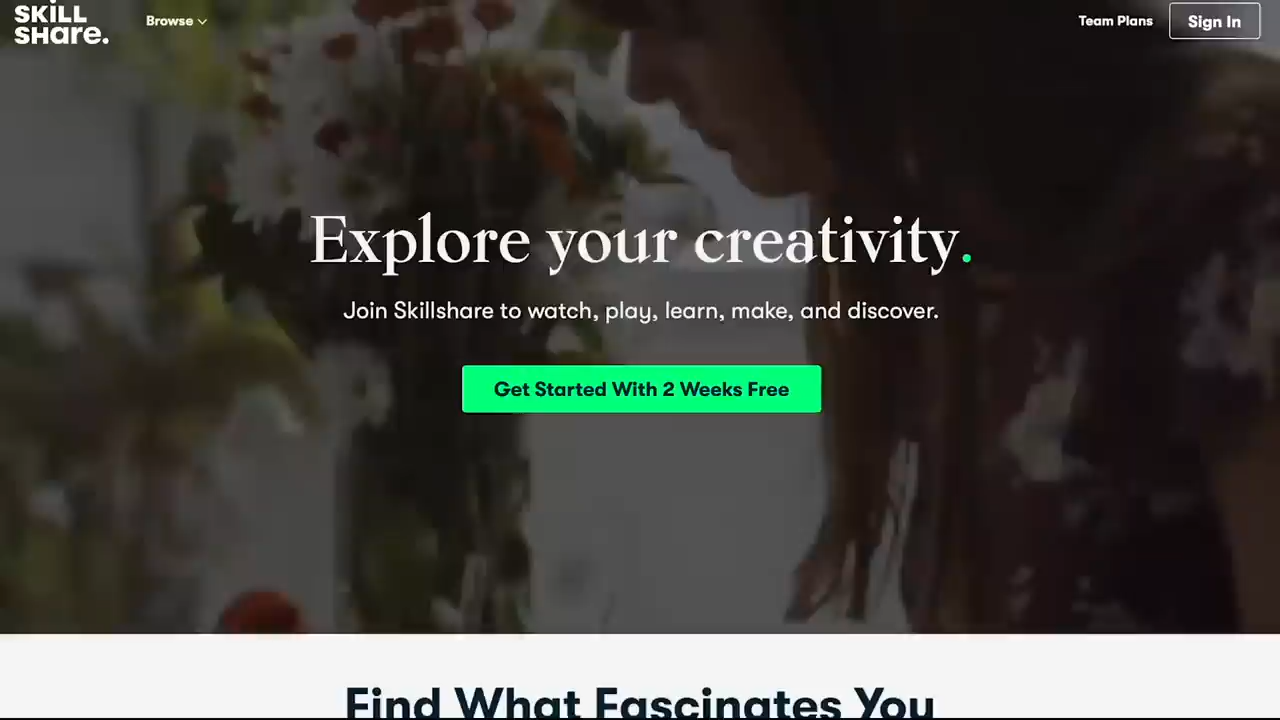 SKiLL
SHare.
Browse
Team Plans
Sign In
Explore your creativity.
Join Skillshare to watch, play, learn, make, and discover.
Get Started With 2 Weeks Free
Find What Fascinates You